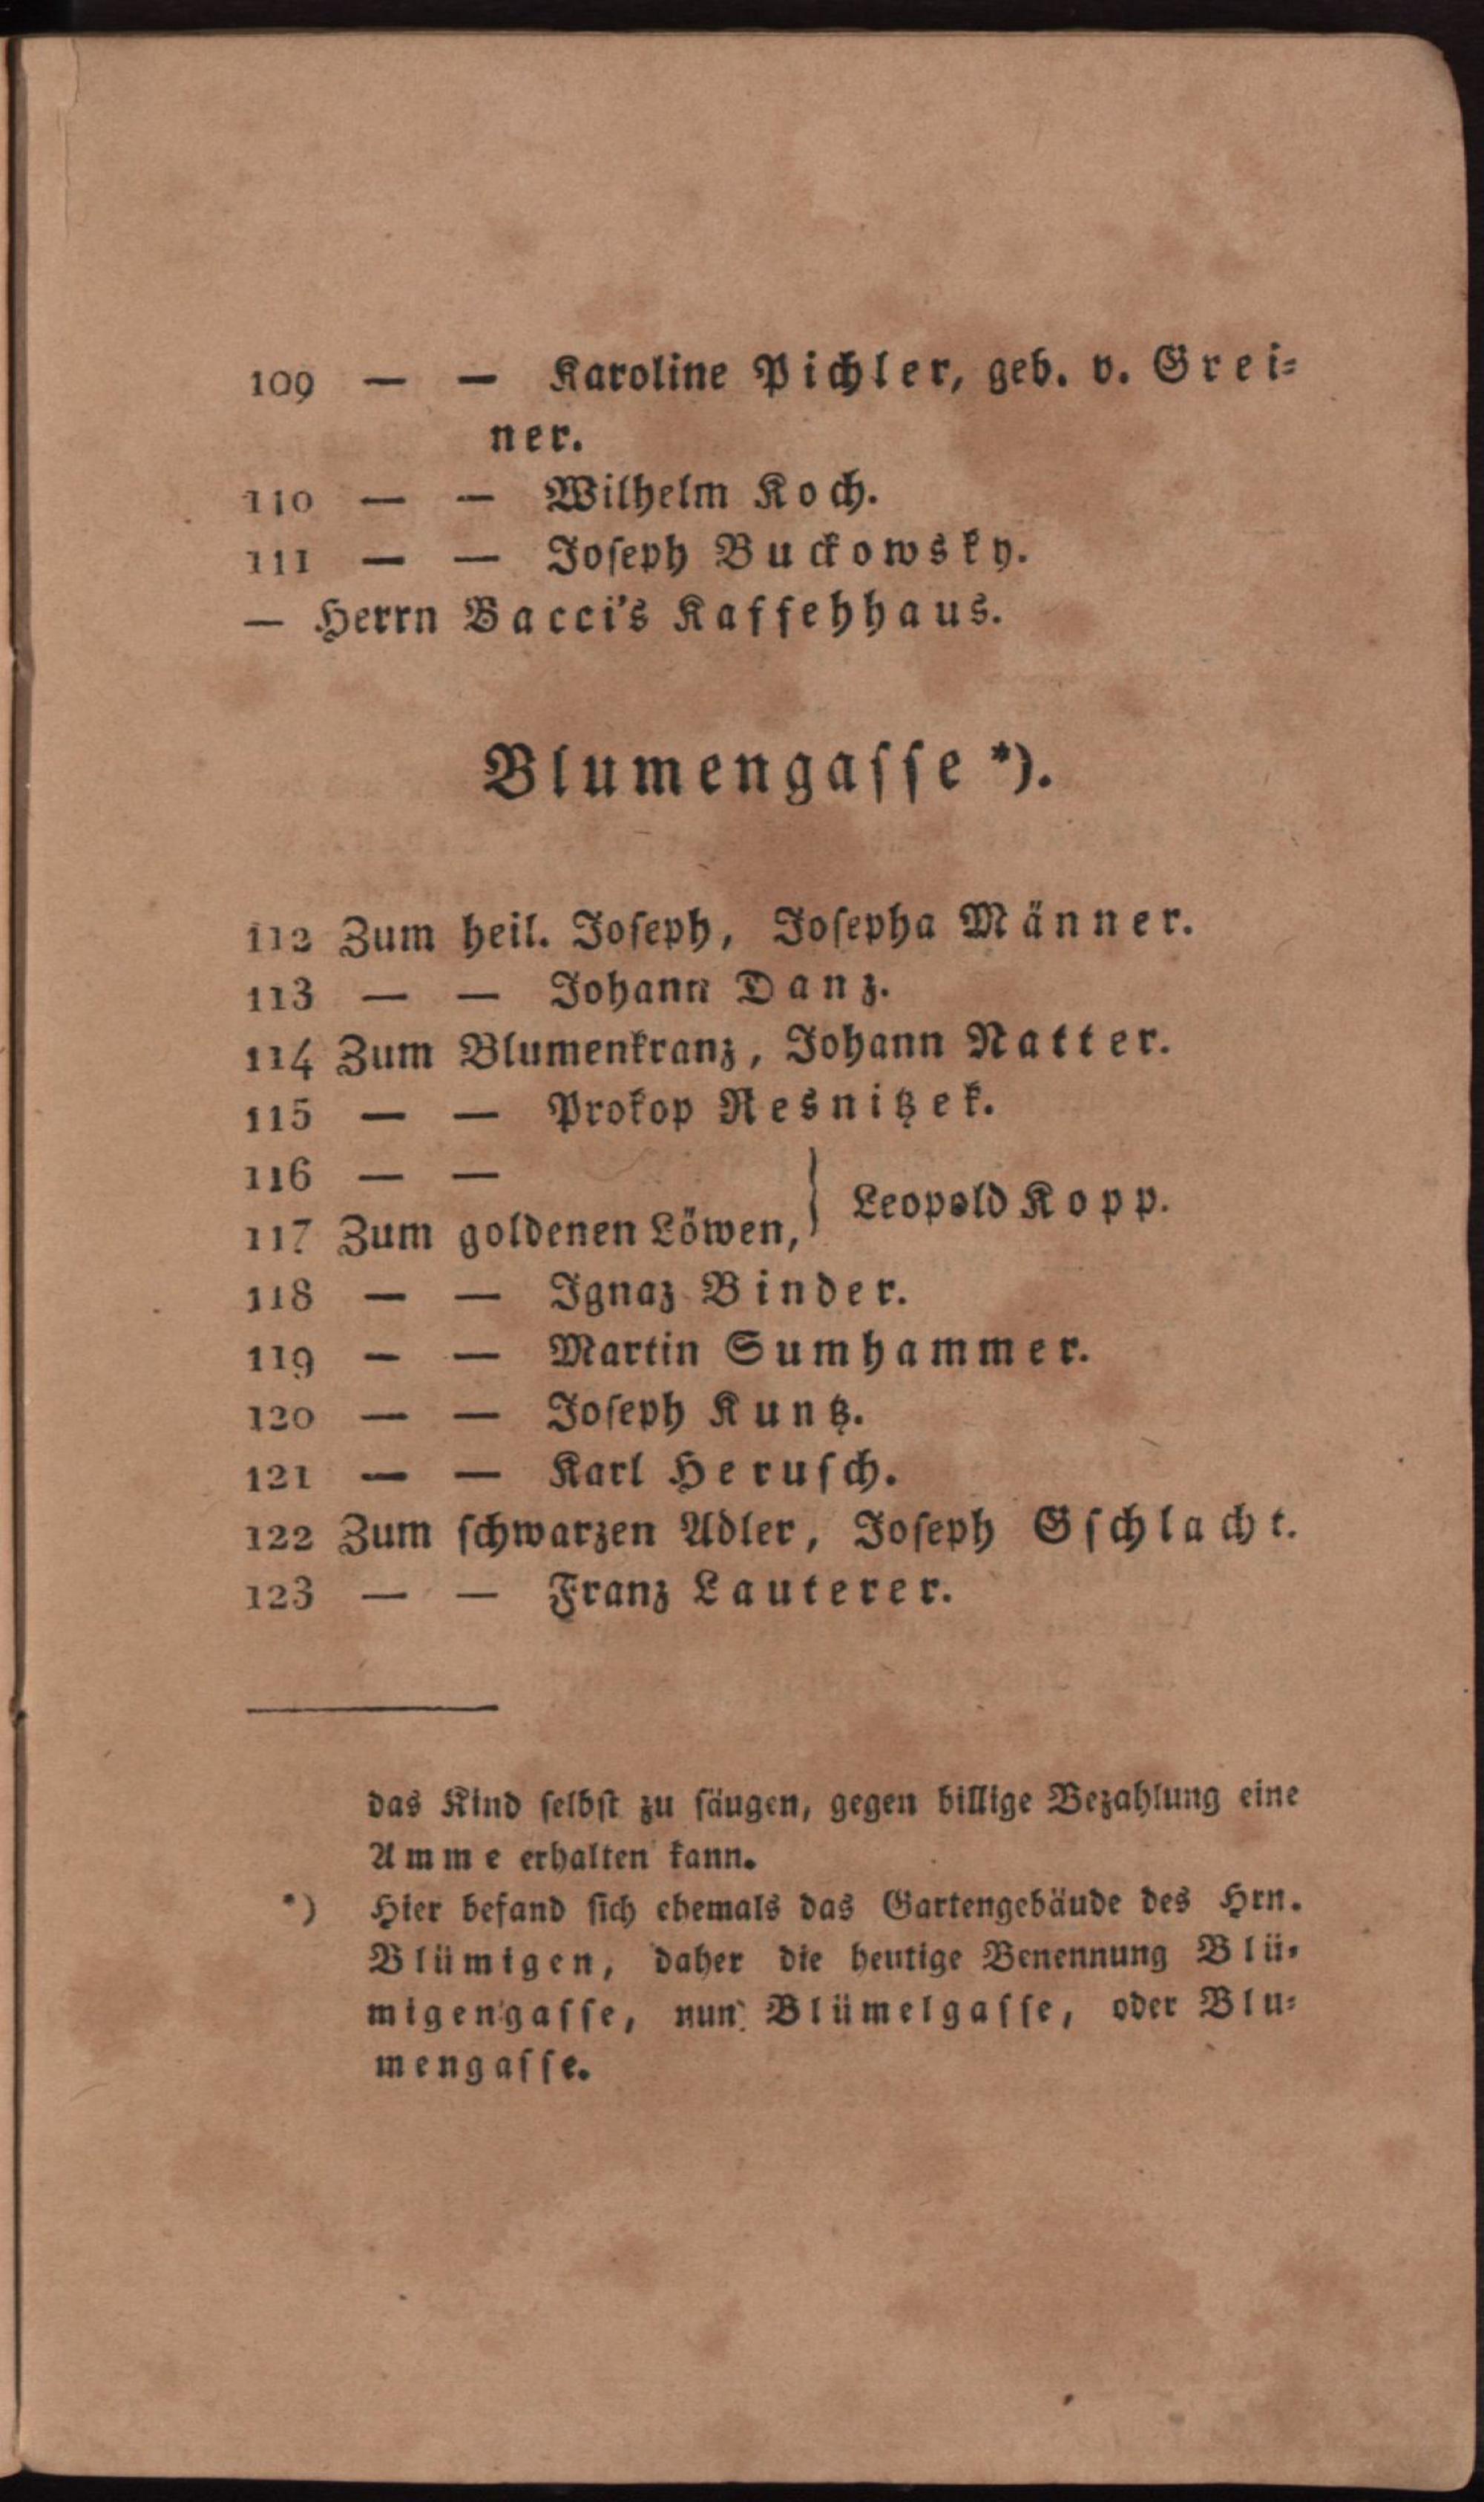 109 — — Karoline Pichler, geb. v. Grei-
ner.
110 — — Wilhelm Koch.
111 — — Joseph Buckowsky.
— Herrn Bacci's Kaffehhaus.
Blumengasse *).
112 Zum heil. Joseph, Josepha Männer.
113 — — Johann Danz.
114 Zum Blumenkranz, Johann Natter.
115 — — Prokop Resnitzek.
116 — —
117 Zum goldenen Löwen, } Leopold Kopp.
118 — — Ignaz Binder.
119 — — Martin Sumhammer.
120 — — Joseph Kuntz.
121 — — Karl Herusch.
122 Zum schwarzen Adler, Joseph Gschlacht.
123 — — Franz Lauterer.
das Kind selbst zu säugen, gegen billige Bezahlung eine
Amme erhalten kann.
*) Hier befand sich ehemals das Gartengebäude des Hrn.
Blümigen, daher die heutige Benennung Blü-
migengasse, nun Blümelgasse, oder Blu-
mengasse.